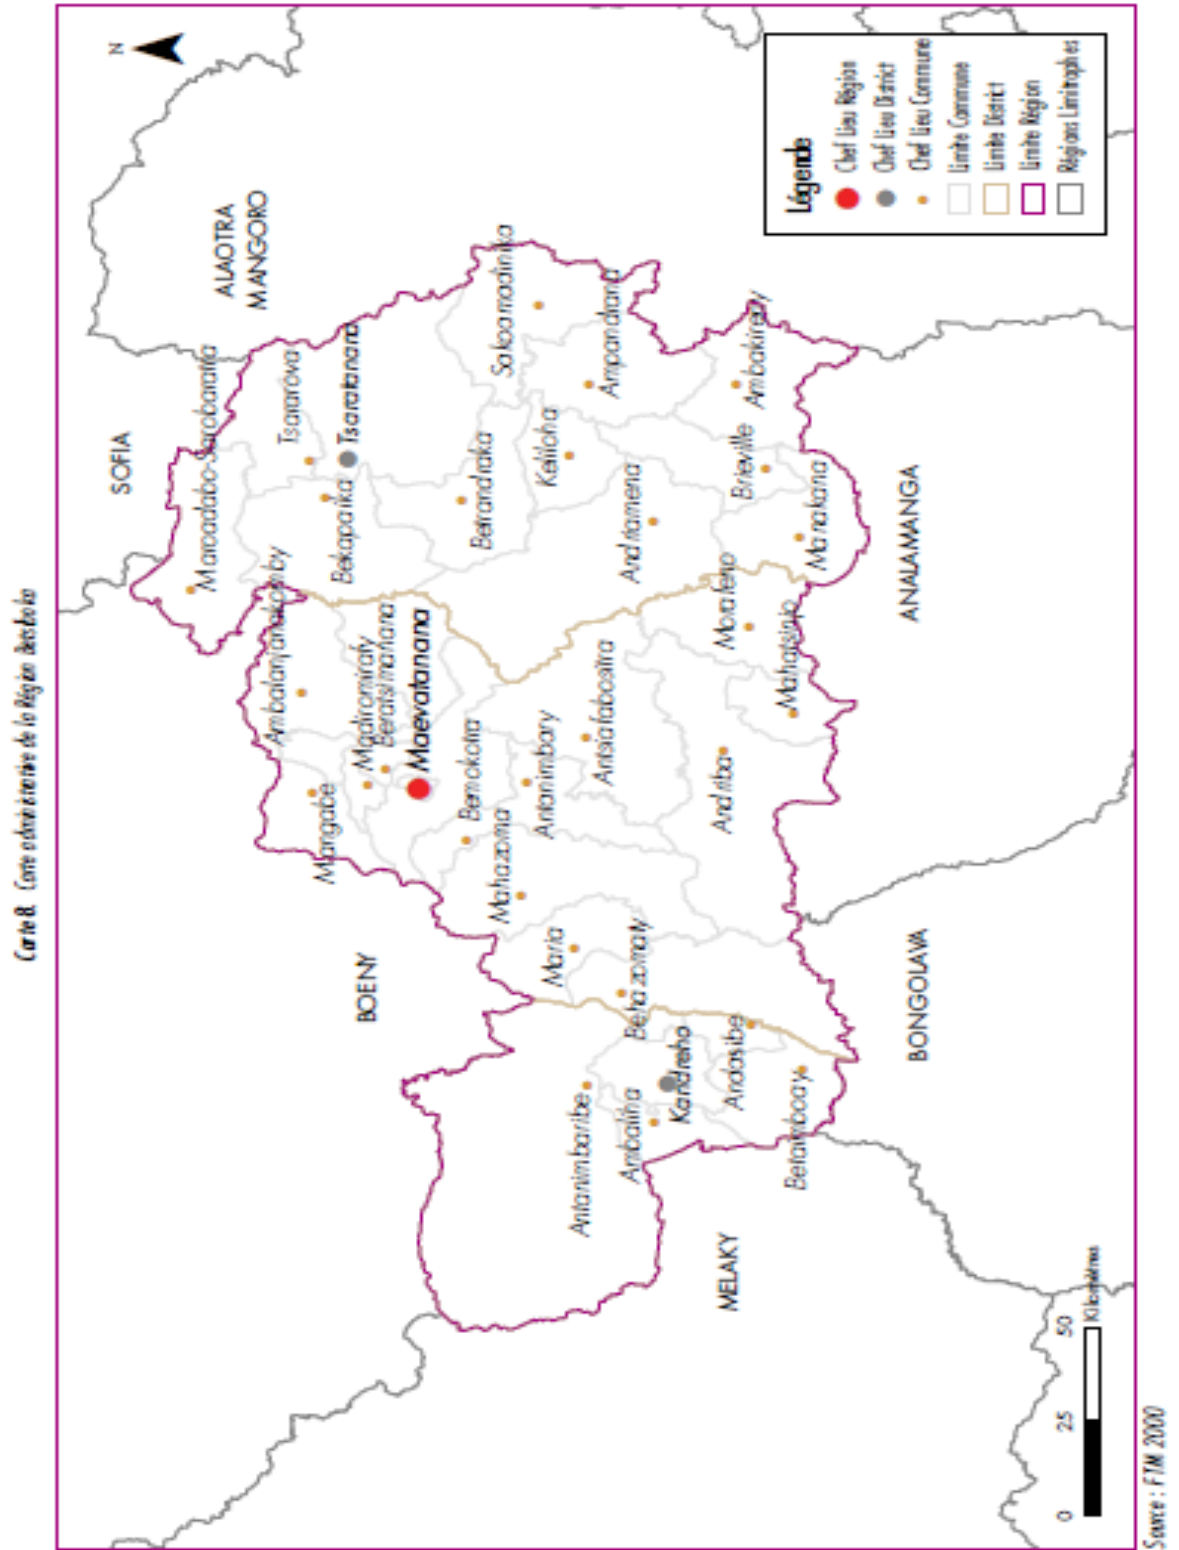 Carte 8. Carte administrative de la Région Betsiboka
N
SOFIA
ALAOTRA
MANGORO
BOENY
MELAKY
BONGOLAVA
ANALAMANGA
Maroadabo-Sarobaratra
Tsararova
Tsaratanana
Bekapaika
Ambalanjanakomby
Sakoamadinika
Betrandraka
Keliloha
Ampandrana
Andriamena
Ambakireny
Brieville
Manakana
Morafeno
Mahatsinjo
Mangabe
Madiromirafy
Beratsimanana
Maevatanana
Bemokotra
Mahazoma
Antanimbary
Antsiafabositra
Andriba
Maria
Behazomaty
Antanimbaribe
Ambaliha
Kandreho
Andasibe
Betaimboay
Légende
Chef Lieu Région
Chef Lieu District
Chef Lieu Commune
Limite Commune
Limite District
Limite Région
Régions Limitrophes
0 25 50
Kilomètres
Source : FTM 2000